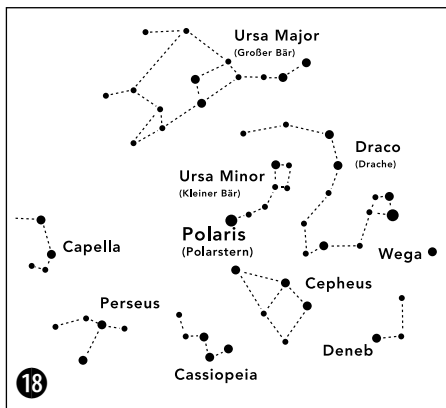 Ursa Major
(Großer Bär)
Draco
(Drache)
Ursa Minor
(Kleiner Bär)
Polaris
(Polarstern)
Capella
Wega
Cepheus
Perseus
Deneb
Cassiopeia
18